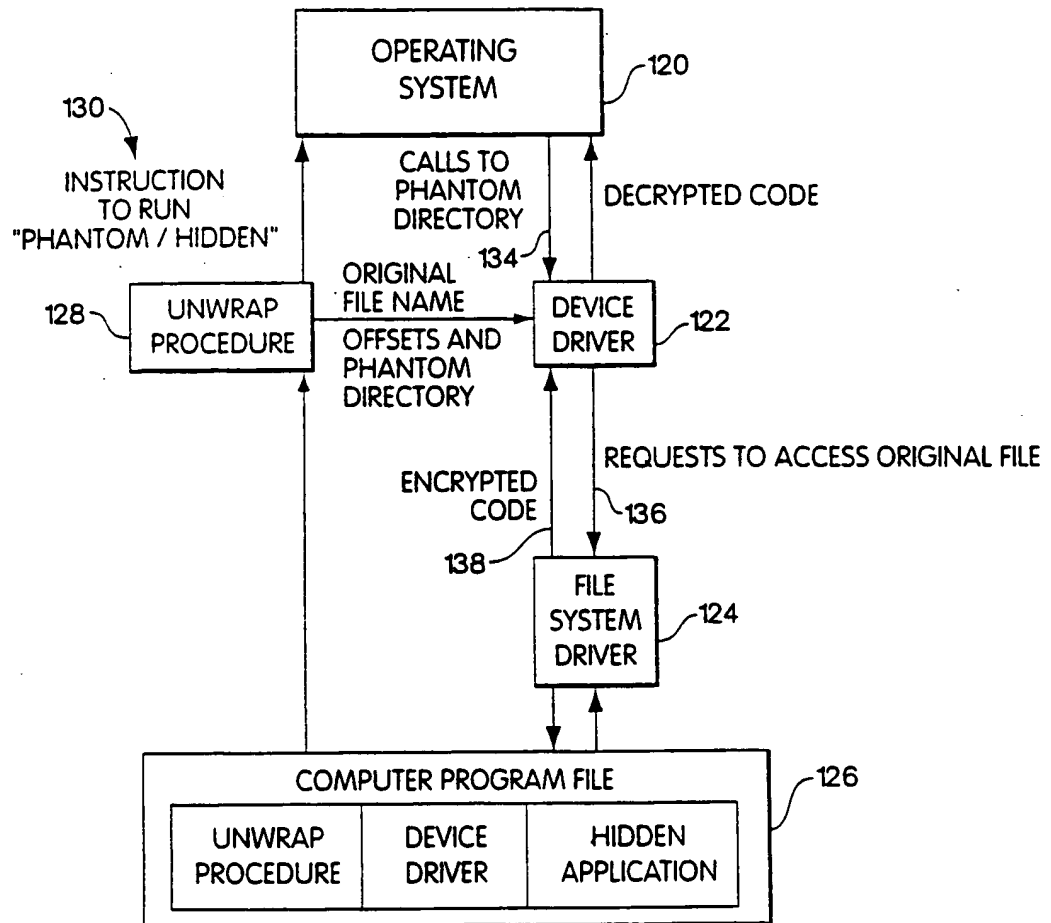 OPERATING
SYSTEM
120
130
INSTRUCTION
TO RUN
"PHANTOM / HIDDEN"
CALLS TO
PHANTOM
DIRECTORY
134
DECRYPTED CODE
128
UNWRAP
PROCEDURE
ORIGINAL
FILE NAME
OFFSETS AND
PHANTOM
DIRECTORY
DEVICE
DRIVER
122
REQUESTS TO ACCESS ORIGINAL FILE
ENCRYPTED
CODE
138
136
FILE
SYSTEM
DRIVER
124
COMPUTER PROGRAM FILE
126
UNWRAP
PROCEDURE
DEVICE
DRIVER
HIDDEN
APPLICATION